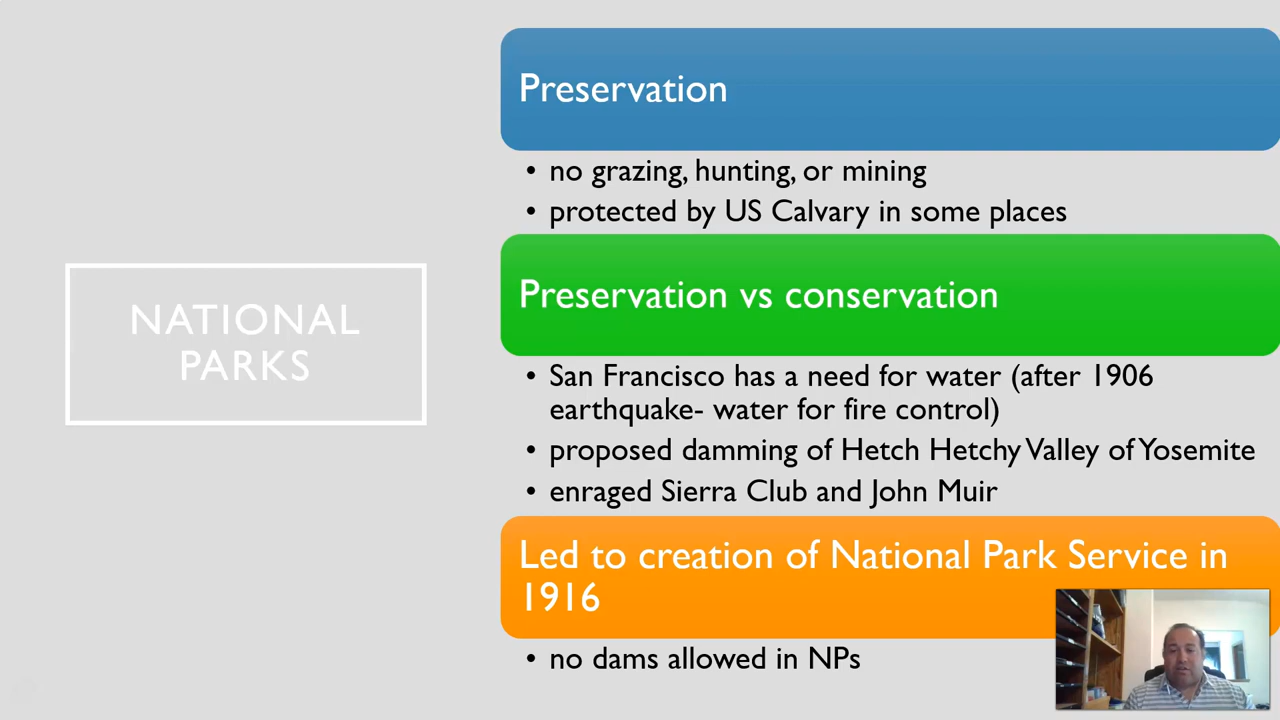 NATIONAL
PARKS
Preservation
• no grazing, hunting, or mining
• protected by US Calvary in some places
Preservation vs conservation
• San Francisco has a need for water (after 1906
earthquake- water for fire control)
• proposed damming of Hetch Hetchy Valley of Yosemite
• enraged Sierra Club and John Muir
Led to creation of National Park Service in
1916
• no dams allowed in NPs